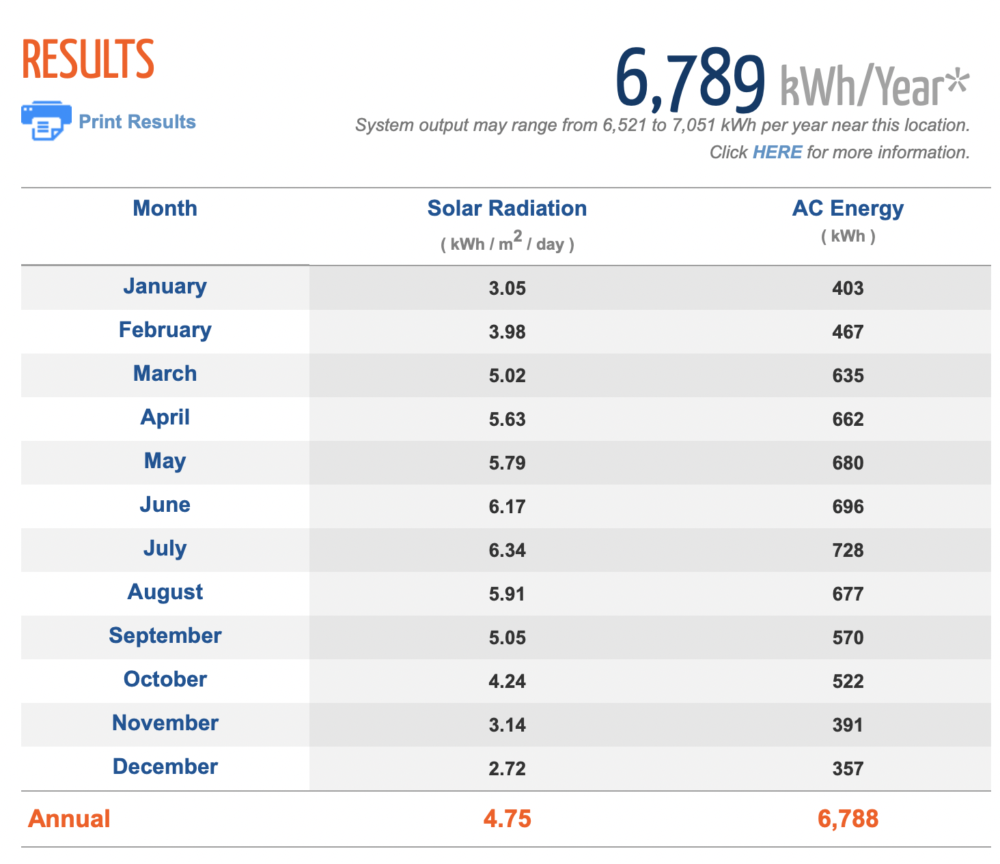 RESULTS
Print Results
6,789 kWh/Year*
System output may range from 6,521 to 7,051 kWh per year near this location.
Click HERE for more information.
Month Solar Radiation AC Energy
( kWh / m² / day ) ( kWh )
January 3.05 403
February 3.98 467
March 5.02 635
April 5.63 662
May 5.79 680
June 6.17 696
July 6.34 728
August 5.91 677
September 5.05 570
October 4.24 522
November 3.14 391
December 2.72 357
Annual 4.75 6,788